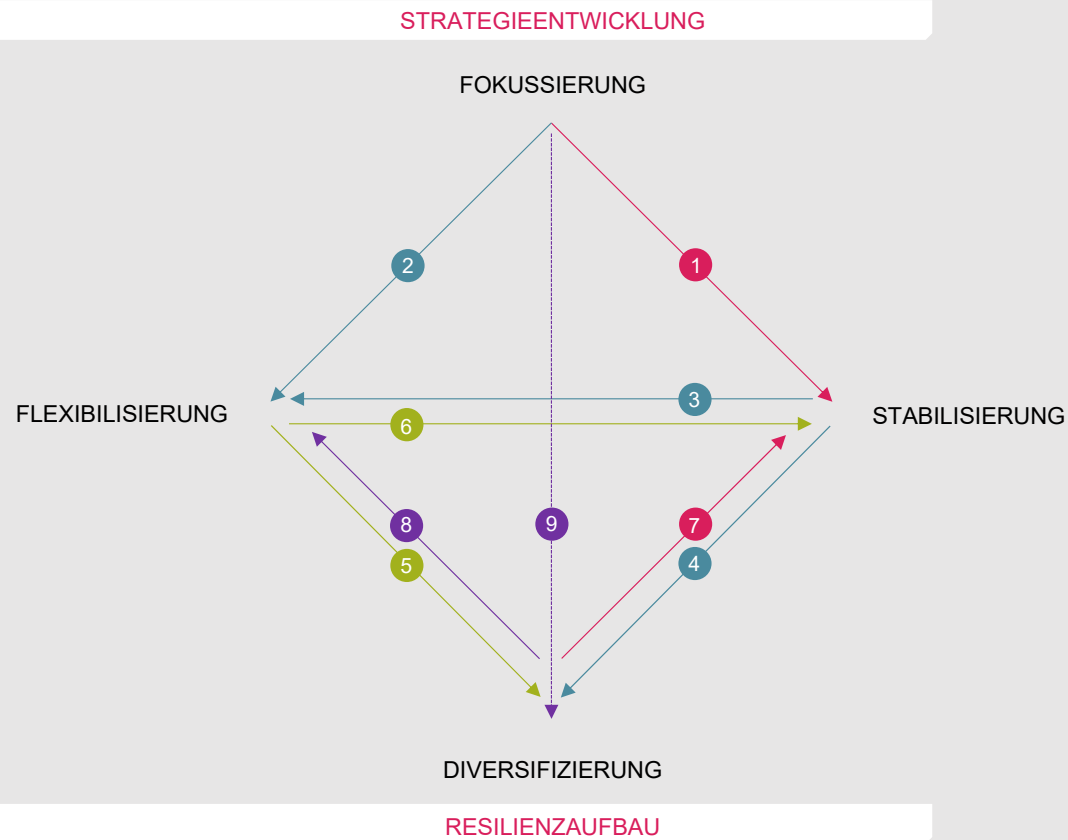 STRATEGIEENTWICKLUNG
FOKUSSIERUNG
2
1
3
FLEXIBILISIERUNG
STABILISIERUNG
6
8
9
7
5
4
DIVERSIFIZIERUNG
RESILIENZAUFBAU